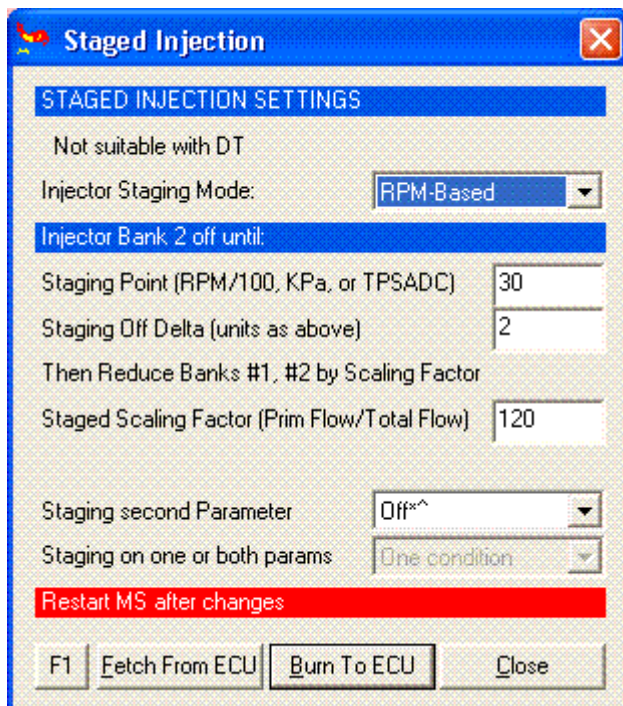 Staged Injection
STAGED INJECTION SETTINGS
Not suitable with DT
Injector Staging Mode: RPM-Based
Injector Bank 2 off until:
Staging Point (RPM/100, KPa, or TPSADC) 30
Staging Off Delta (units as above) 2
Then Reduce Banks #1, #2 by Scaling Factor
Staged Scaling Factor (Prim Flow/Total Flow) 120
Staging second Parameter Off*^
Staging on one or both params One condition
Restart MS after changes
F1 Fetch From ECU Burn To ECU Close